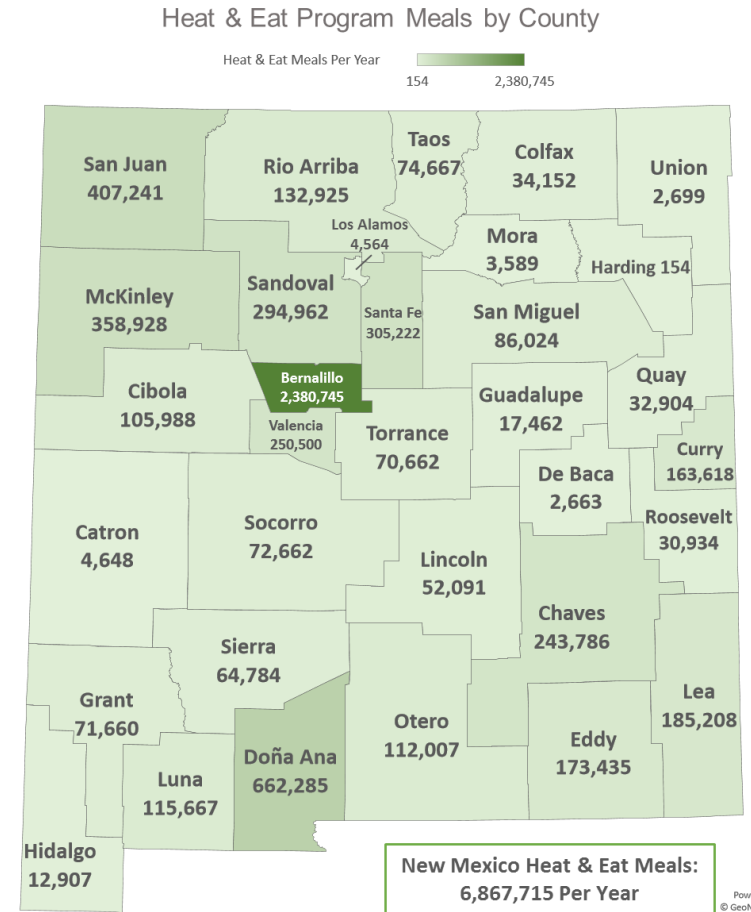 Heat & Eat Program Meals by County
Heat & Eat Meals Per Year
154 2,380,745
San Juan
407,241
Rio Arriba
132,925
Taos
74,667
Colfax
34,152
Union
2,699
Los Alamos
4,564
Mora
3,589
Harding 154
McKinley
358,928
Sandoval
294,962
Santa Fe
305,222
San Miguel
86,024
Cibola
105,988
Bernalillo
2,380,745
Valencia
250,500
Torrance
70,662
Guadalupe
17,462
Quay
32,904
Curry
163,618
De Baca
2,663
Roosevelt
30,934
Catron
4,648
Socorro
72,662
Lincoln
52,091
Chaves
243,786
Sierra
64,784
Grant
71,660
Doña Ana
662,285
Otero
112,007
Eddy
173,435
Lea
185,208
Luna
115,667
Hidalgo
12,907
New Mexico Heat & Eat Meals:
6,867,715 Per Year